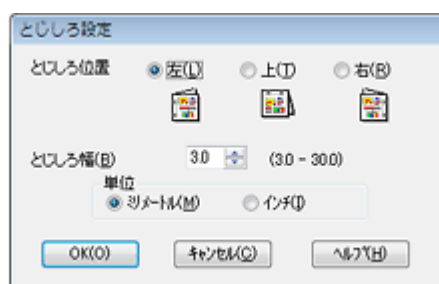 とじしろ設定
とじしろ位置 左(L) 上(T) 右(R)
とじしろ幅(B) 3.0 (3.0 - 30.0)
単位
ミリメートル(M) インチ(I)
OK(O) キャンセル(C) ヘルプ(H)